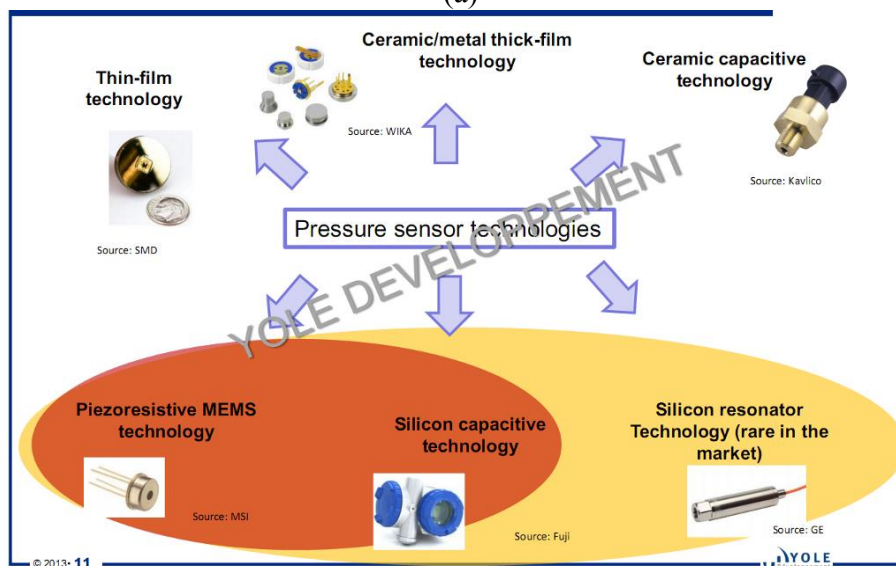 (a)
Ceramic/metal thick-film
technology
Thin-film
technology
Ceramic capacitive
technology
Source: WIKA
Source: Kavlico
Source: SMD
Pressure sensor technologies
YOLE DEVELOPPEMENT
Piezoresistive MEMS
technology
Silicon capacitive
technology
Silicon resonator
Technology (rare in the
market)
Source: MSI
Source: Fuji
Source: GE
© 2013• 11
YOLE